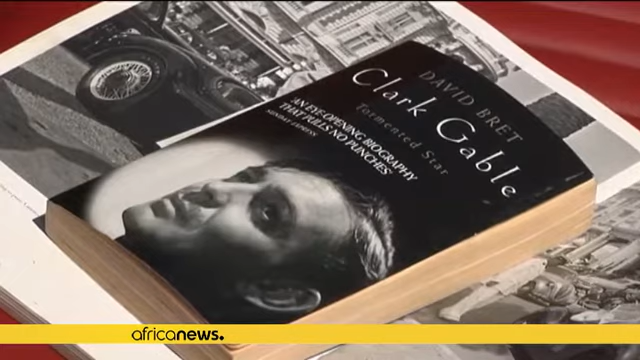 DAVID BRET
Clark Gable
Tormented Star
AN EYE-OPENING BIOGRAPHY
THAT PULLS NO PUNCHES
SUNDAY EXPRESS
africanews.